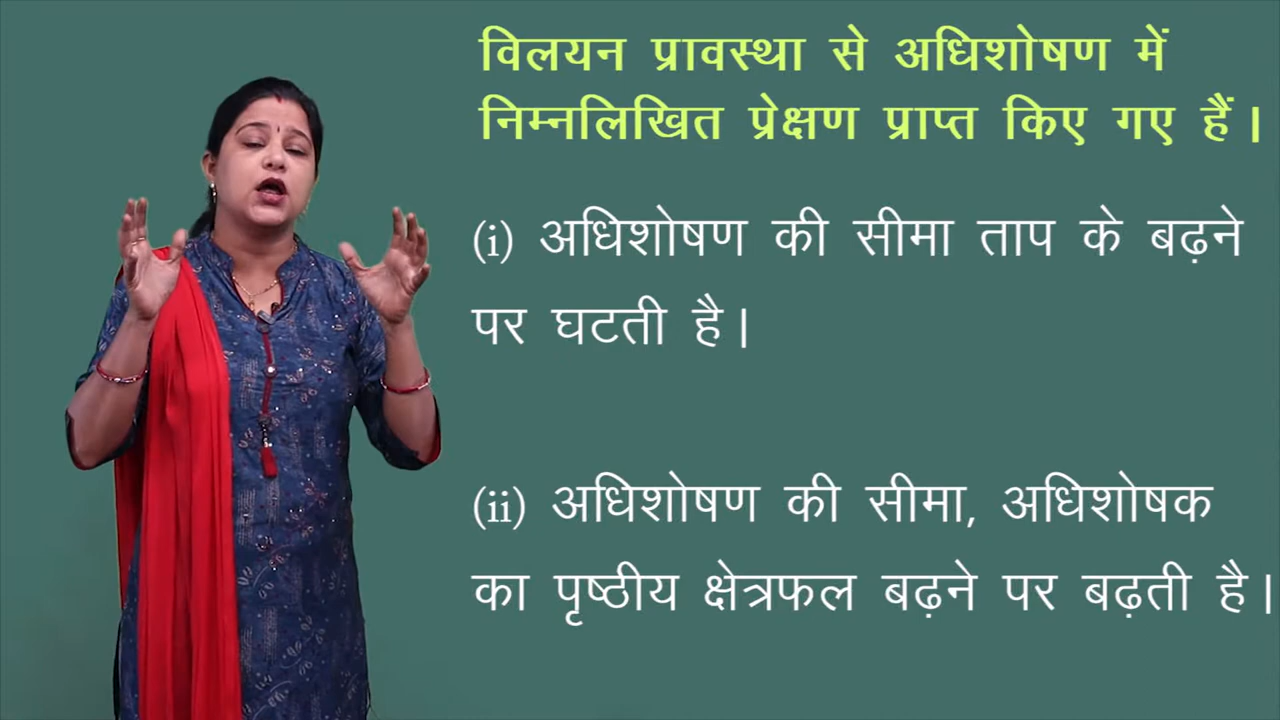 विलयन प्रावस्था से अधिशोषण में
निम्नलिखित प्रेक्षण प्राप्त किए गए हैं।
(i) अधिशोषण की सीमा ताप के बढ़ने
पर घटती है।
(ii) अधिशोषण की सीमा, अधिशोषक
का पृष्ठीय क्षेत्रफल बढ़ने पर बढ़ती है।